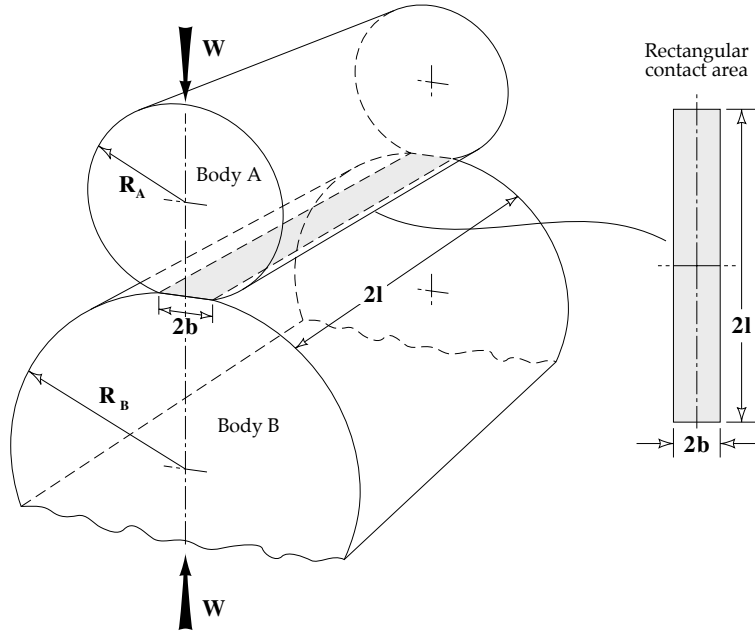 W
Rectangular
contact area
Body A
R_A
2l
2b
R_B
Body B
2l
2b
W